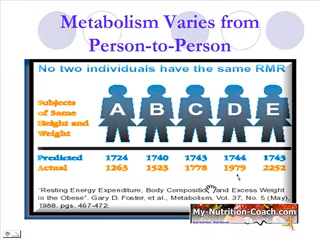 Metabolism Varies from
Person-to-Person
No two individuals have the same RMR
Subjects
of Same
Height and
Weight
A B C D E
Predicted 1724 1740 1743 1744 1743
Actual 1263 1523 1778 1979 2252
"Resting Energy Expenditure, Body Composition and Excess Weight
in the Obese". Gary D. Foster, et al., Metabolism, Vol. 37, No. 5 (May),
1988. pgs. 467-472.
My-Nutrition-Coach.com